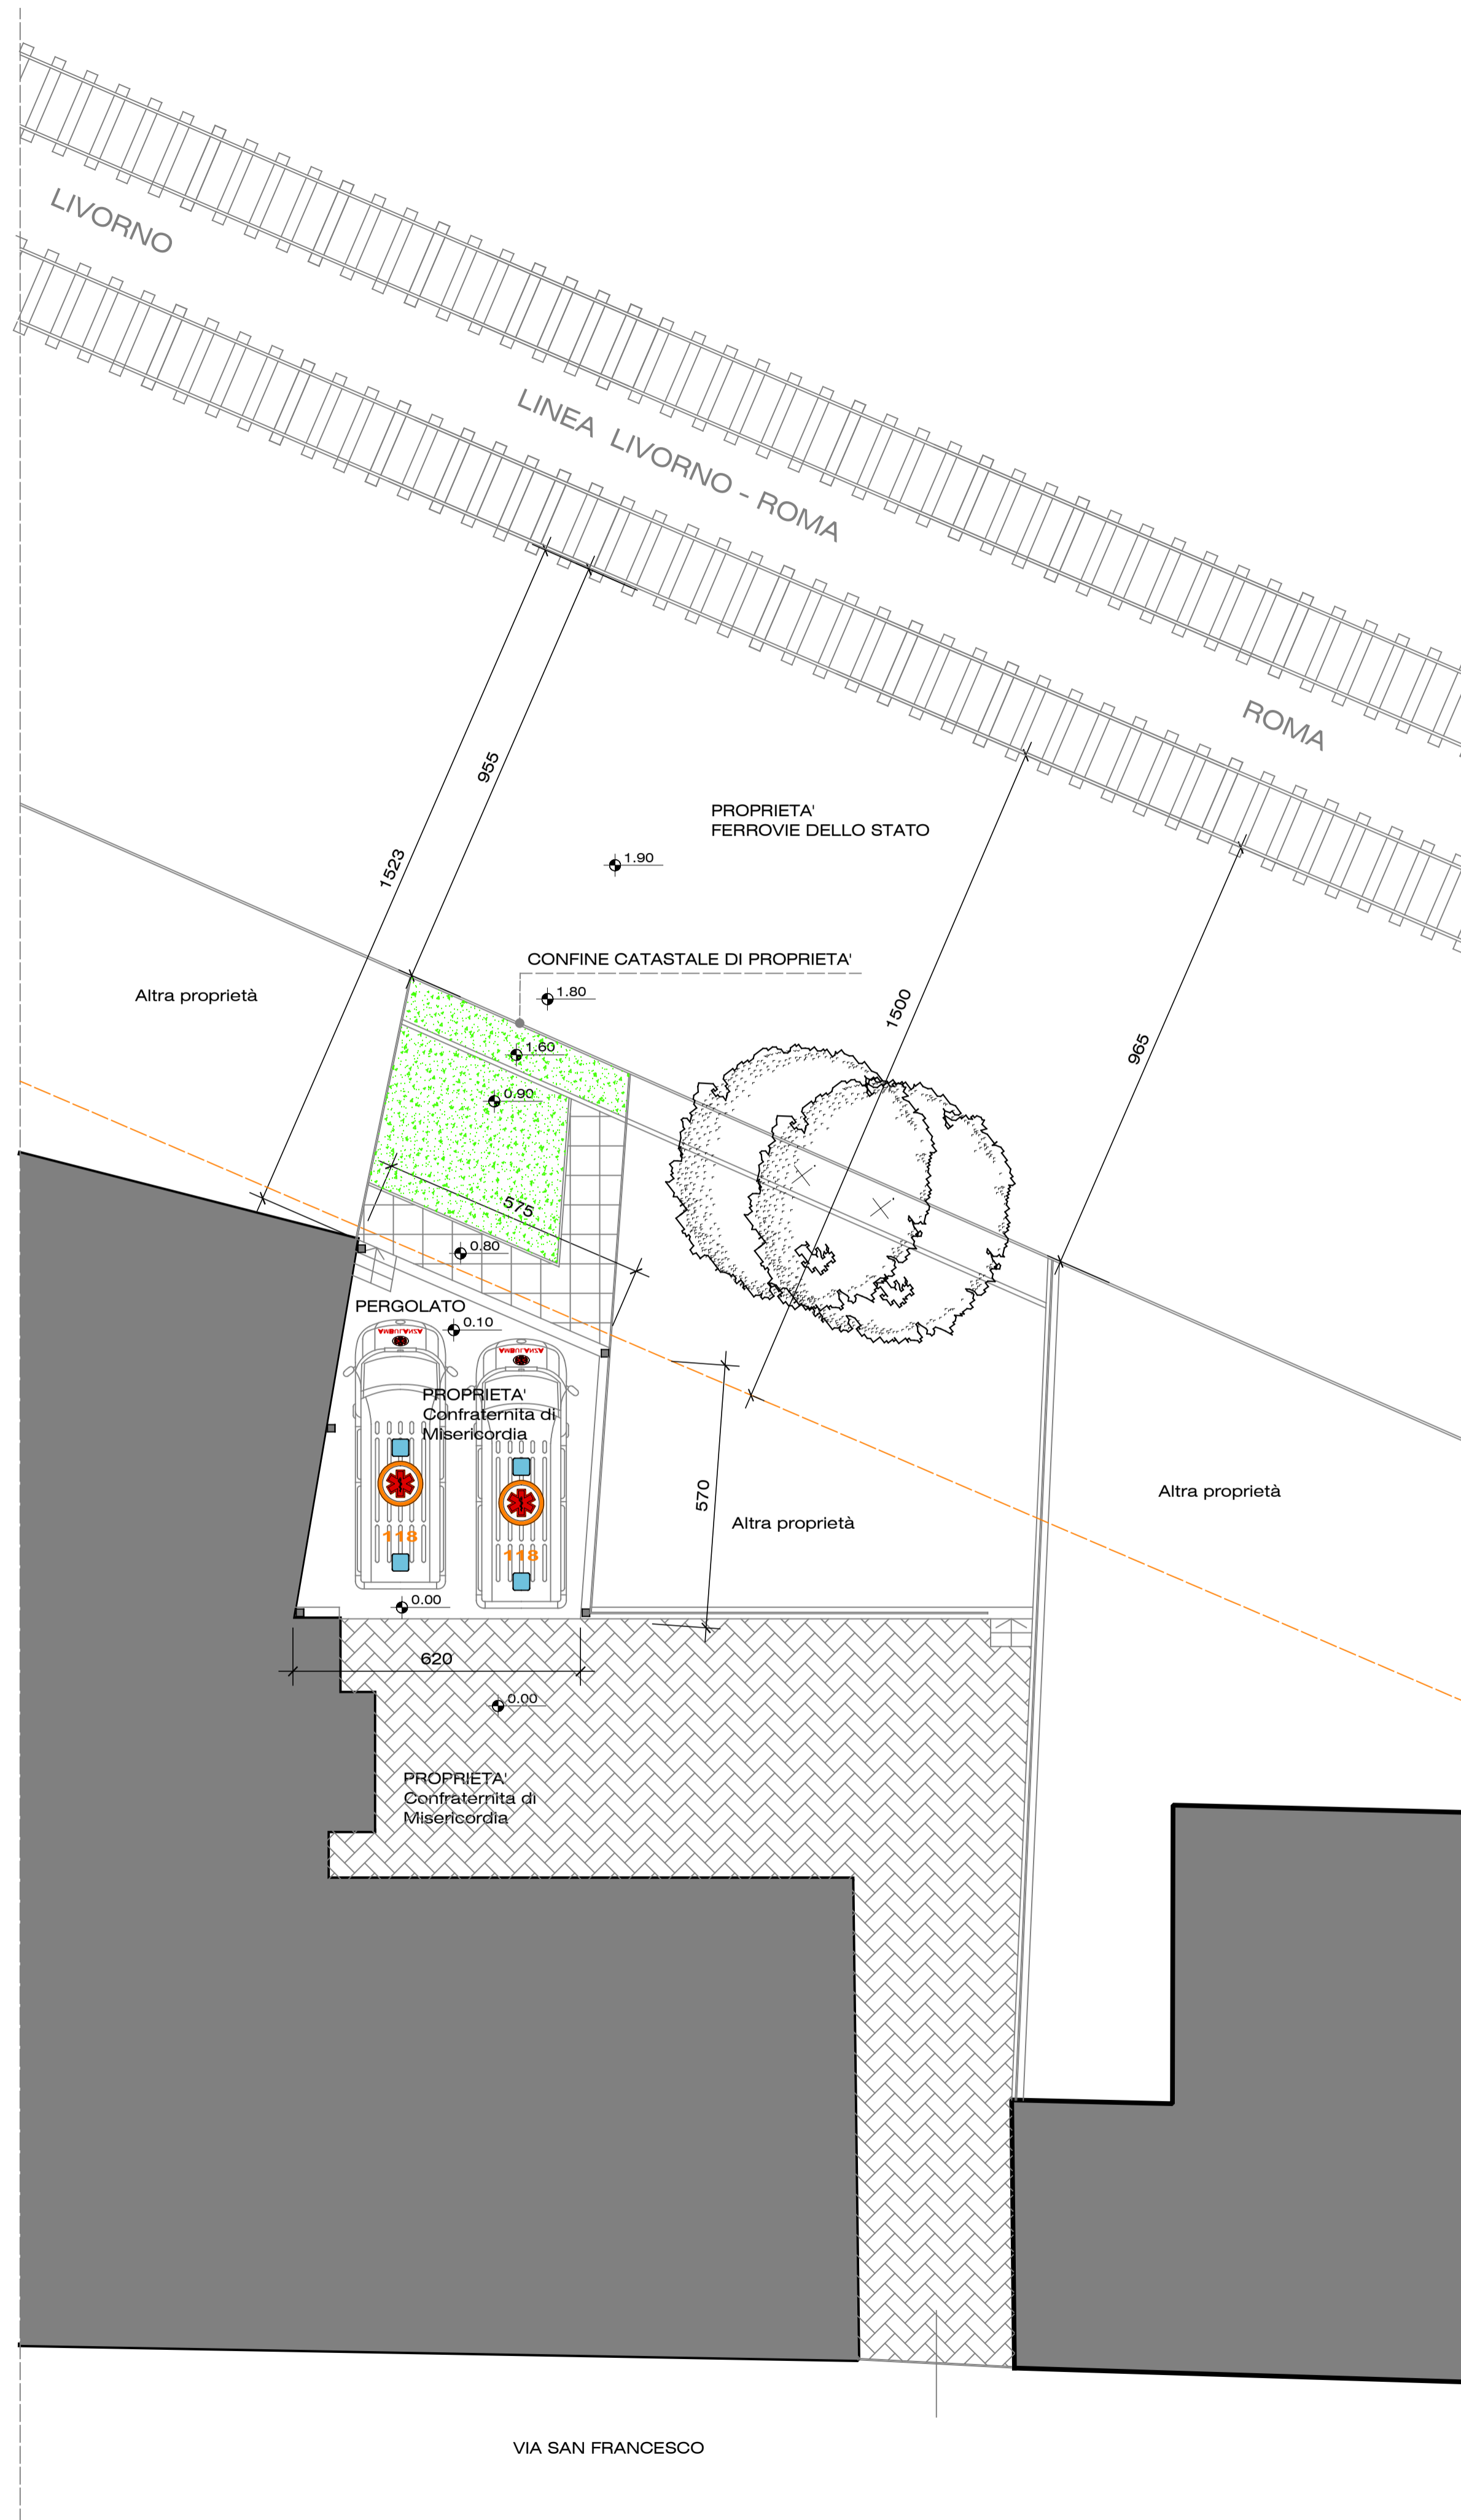 LIVORNO
LINEA LIVORNO - ROMA
ROMA
955
PROPRIETA'
FERROVIE DELLO STATO
1523
1.90
CONFINE CATASTALE DI PROPRIETA'
Altra proprietà
1.80
1500
965
1.60
0.90
575
0.80
PERGOLATO
0.10
AMBULANZA
AMBULANZA
PROPRIETA'
Confraternita di
Misericordia
570
Altra proprietà
Altra proprietà
118
118
0.00
620
0.00
PROPRIETA'
Confraternita di
Misericordia
VIA SAN FRANCESCO